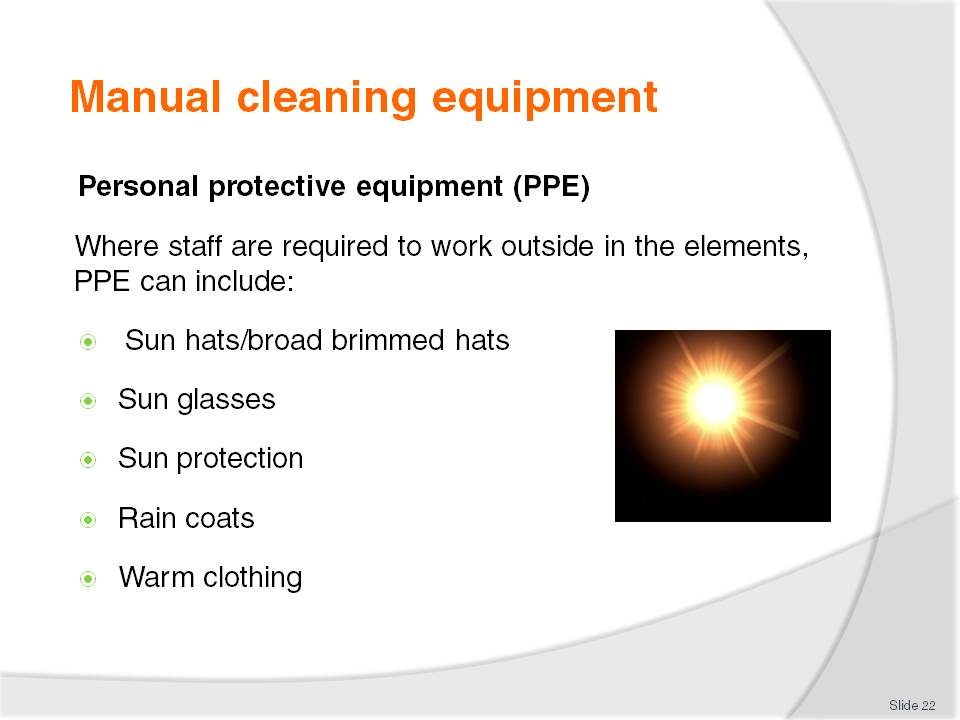 Manual cleaning equipment
Personal protective equipment (PPE)
Where staff are required to work outside in the elements,
PPE can include:
Sun hats/broad brimmed hats
Sun glasses
Sun protection
Rain coats
Warm clothing
Slide 22